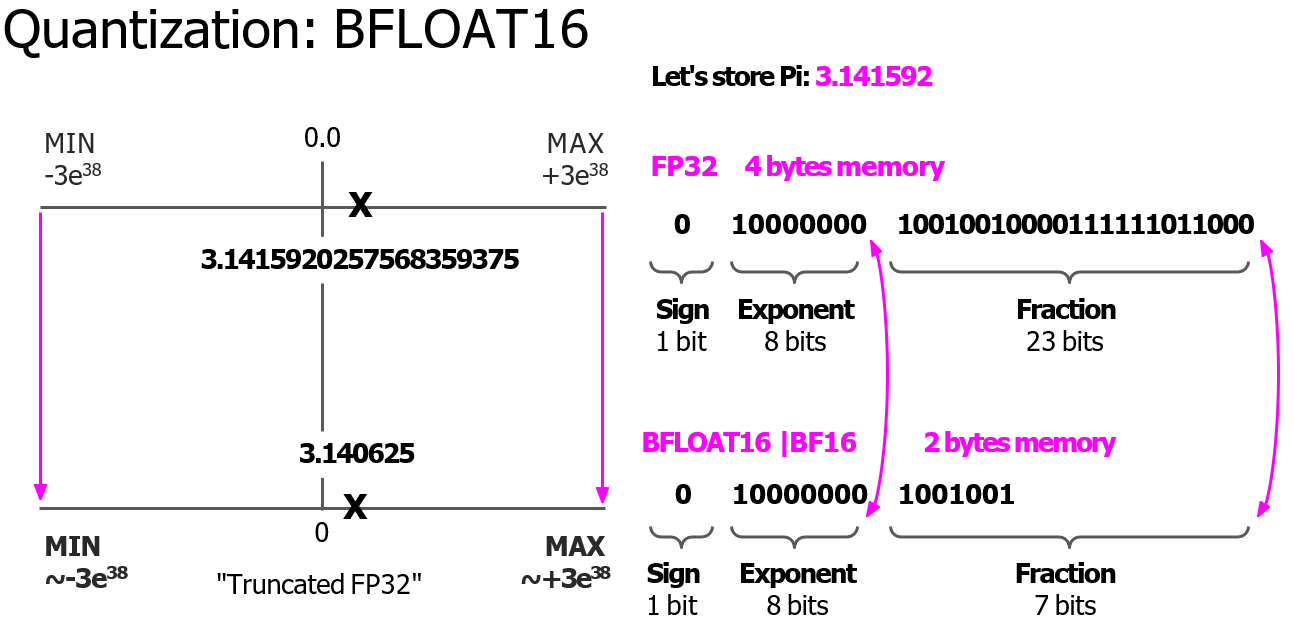 Quantization: BFLOAT16
Let's store Pi: 3.141592
MIN
-3e³⁸
0.0
MAX
+3e³⁸
X
3.1415920257568359375
3.140625
X
0
MIN
~-3e³⁸
"Truncated FP32"
MAX
~+3e³⁸
FP32 4 bytes memory
0 10000000 10010010000111111011000
Sign Exponent Fraction
1 bit 8 bits 23 bits
BFLOAT16 |BF16 2 bytes memory
0 10000000 1001001
Sign Exponent Fraction
1 bit 8 bits 7 bits